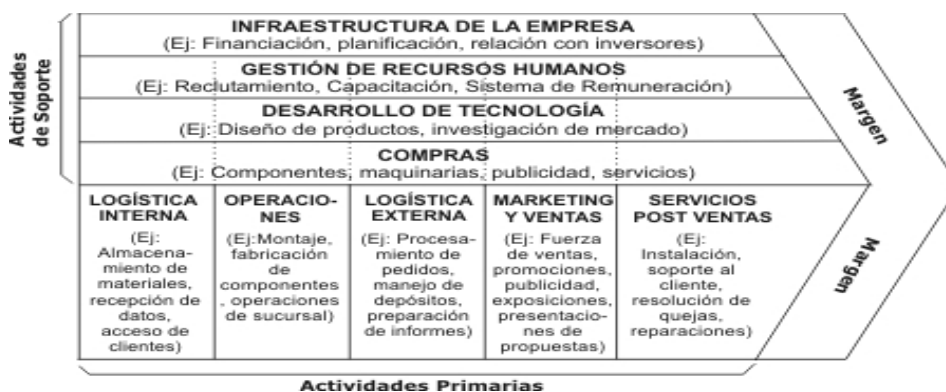 INFRAESTRUCTURA DE LA EMPRESA
(Ej: Financiación, planificación, relación con inversores)
GESTIÓN DE RECURSOS HUMANOS
(Ej: Reclutamiento, Capacitación, Sistema de Remuneración)
DESARROLLO DE TECNOLOGÍA
(Ej: Diseño de productos, investigación de mercado)
COMPRAS
(Ej: Componentes, maquinarias, publicidad, servicios)
Actividades
de Soporte
LOGÍSTICA
INTERNA
(Ej:
Almacena-
miento de
materiales,
recepción de
datos,
acceso de
clientes)
OPERACIO-
NES
(Ej:Montaje,
fabricación
de
componentes
, operaciones
de sucursal)
LOGÍSTICA
EXTERNA
(Ej: Procesa-
miento de
pedidos,
manejo de
depósitos,
preparación
de informes)
MARKETING
Y VENTAS
(Ej: Fuerza
de ventas,
promociones,
publicidad,
exposiciones,
presentacio-
nes de
propuestas)
SERVICIOS
POST VENTAS
(Ej:
Instalación,
soporte al
cliente,
resolución de
quejas,
reparaciones)
Margen
Margen
Actividades Primarias